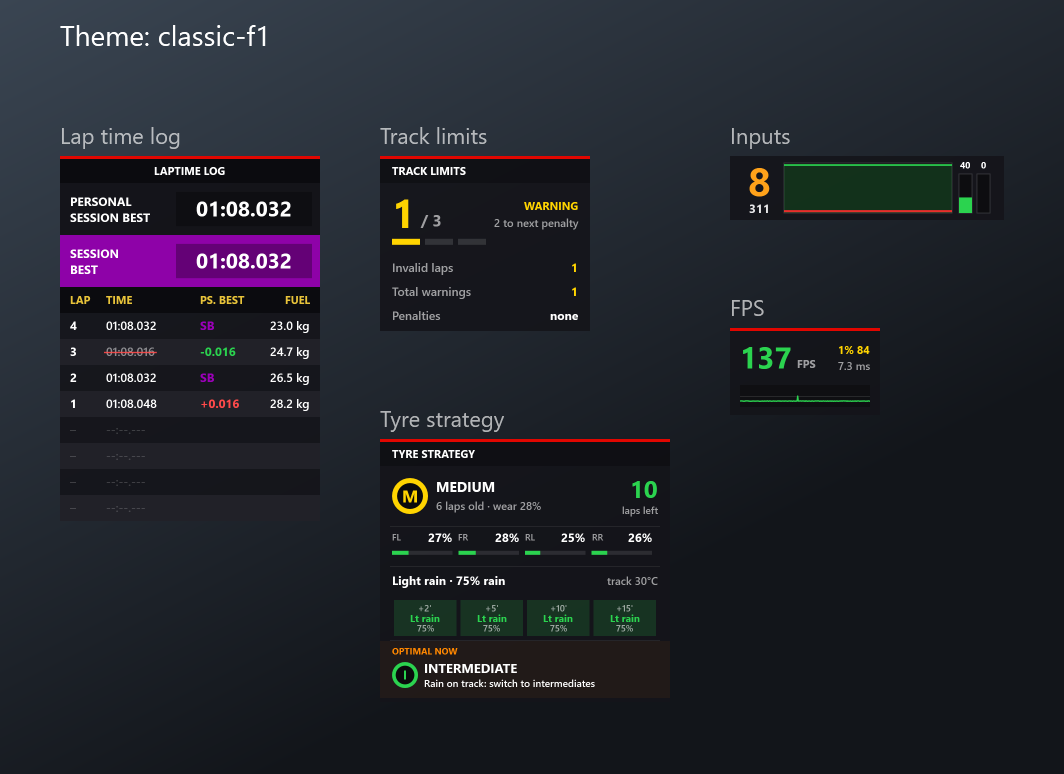 Theme: classic-f1
Lap time log
LAPTIME LOG
PERSONAL
SESSION BEST
01:08.032
SESSION
BEST
01:08.032
LAP TIME PS. BEST FUEL
4 01:08.032 SB 23.0 kg
3 01:08.016 -0.016 24.7 kg
2 01:08.032 SB 26.5 kg
1 01:08.048 +0.016 28.2 kg
– --:--.---
– --:--.---
– --:--.---
– --:--.---
Track limits
TRACK LIMITS
1 / 3
WARNING
2 to next penalty
Invalid laps 1
Total warnings 1
Penalties none
Tyre strategy
TYRE STRATEGY
M
MEDIUM
6 laps old · wear 28%
10
laps left
FL 27% FR 28% RL 25% RR 26%
Light rain · 75% rain track 30°C
+2' +5' +10' +15'
Lt rain Lt rain Lt rain Lt rain
75% 75% 75% 75%
OPTIMAL NOW
I
INTERMEDIATE
Rain on track: switch to intermediates
Inputs
8
311
40 0
FPS
137 FPS
1% 84
7.3 ms